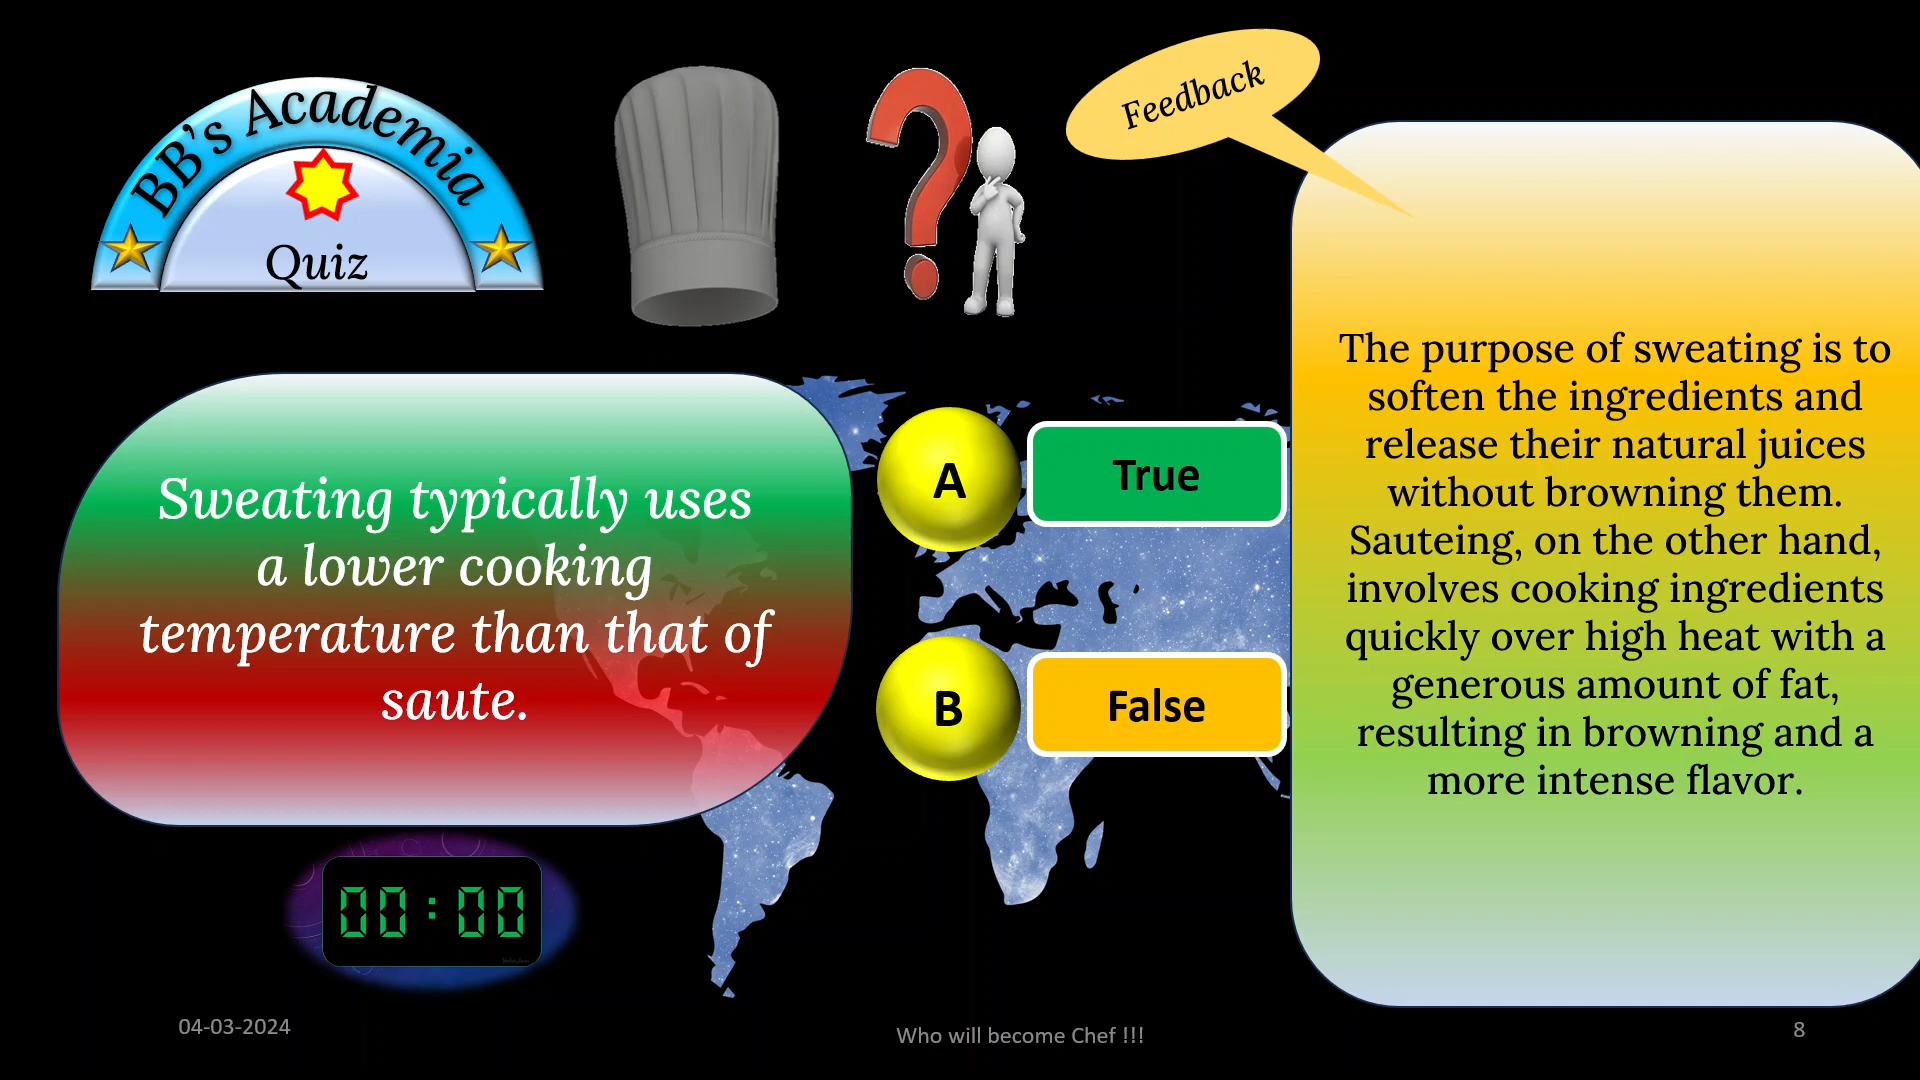 BB's Academia
Quiz
Feedback
Sweating typically uses
a lower cooking
temperature than that of
saute.
A
True
B
False
The purpose of sweating is to
soften the ingredients and
release their natural juices
without browning them.
Sauteing, on the other hand,
involves cooking ingredients
quickly over high heat with a
generous amount of fat,
resulting in browning and a
more intense flavor.
00:00
04-03-2024
Who will become Chef !!!
8